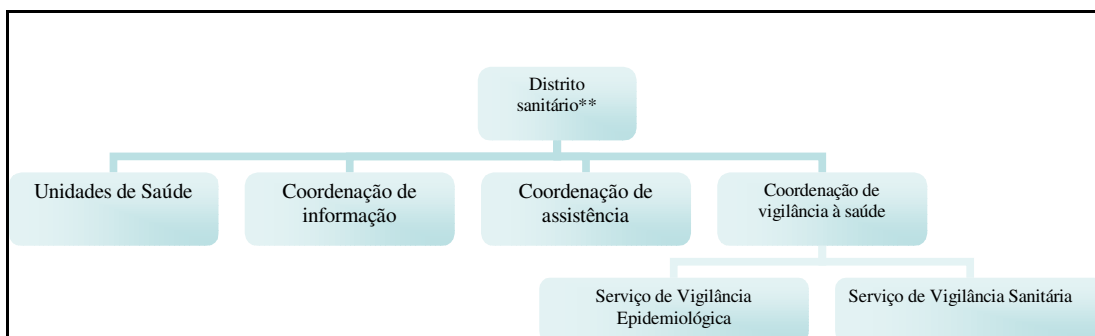 Distrito
sanitário**
Unidades de Saúde
Coordenação de
informação
Coordenação de
assistência
Coordenação de
vigilância à saúde
Serviço de Vigilância
Epidemiológica
Serviço de Vigilância Sanitária